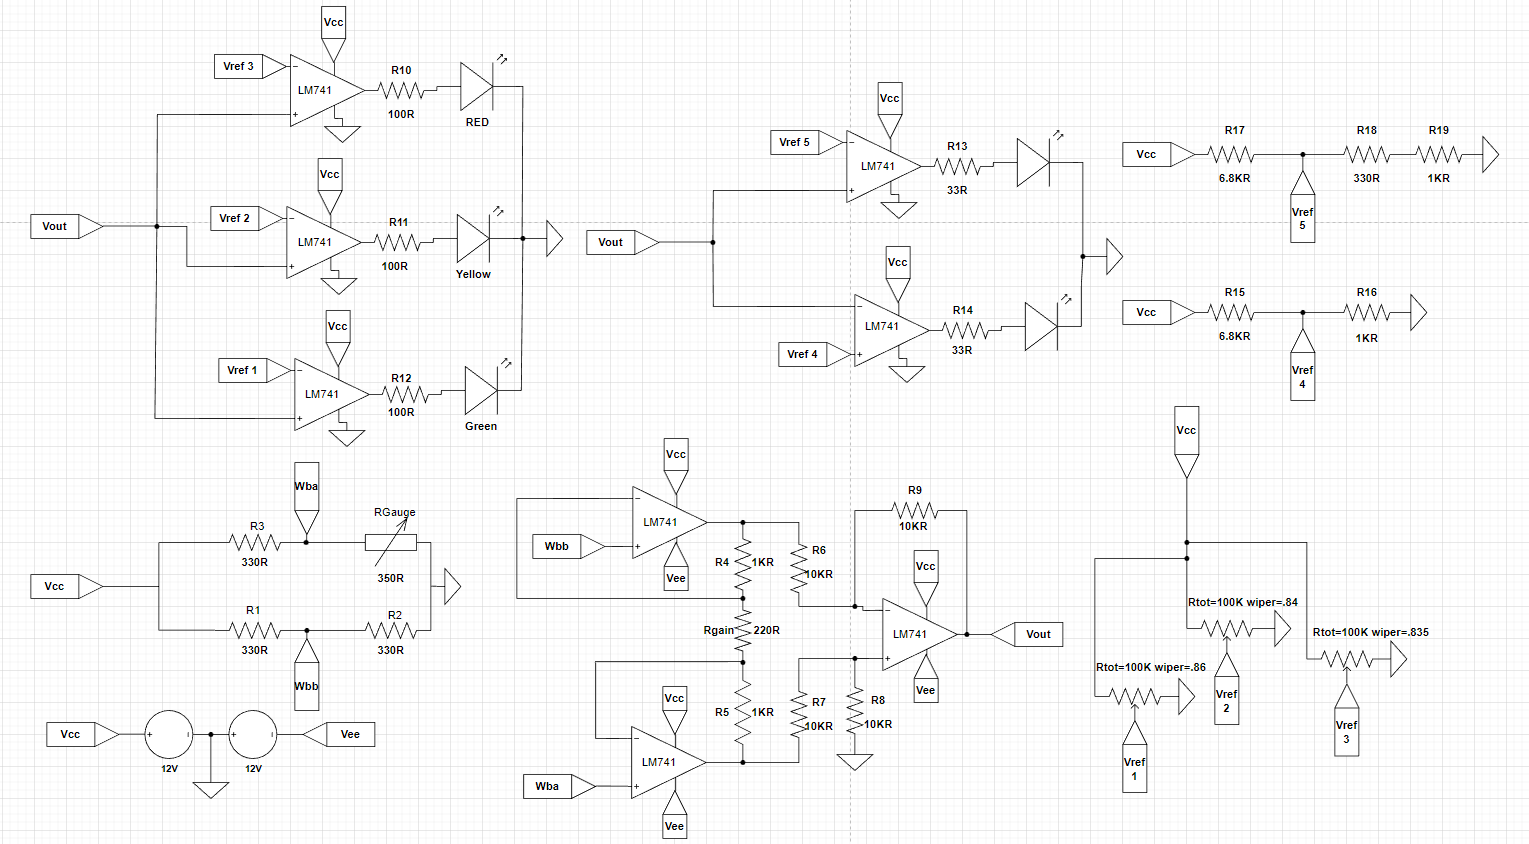 Vcc
Vref 3
−
LM741
+
R10
100R
RED
Vcc
Vref 2
−
LM741
+
R11
100R
Yellow
Vout
Vcc
Vref 1
−
LM741
+
R12
100R
Green
Vcc
Vref 5
−
LM741
+
R13
33R
Vout
Vcc
−
LM741
Vref 4
+
R14
33R
Vcc
R17
6.8KR
R18
330R
R19
1KR
Vref
5
Vcc
R15
6.8KR
R16
1KR
Vref
4
Wba
R3
330R
RGauge
350R
Vcc
R1
330R
R2
330R
Wbb
Vcc
+
12V
+
12V
Vee
Vcc
−
LM741
Wbb
+
Vee
R4
1KR
R6
10KR
Rgain
220R
R9
10KR
Vcc
−
LM741
+
Vee
Vout
Vcc
R5
1KR
R7
10KR
R8
10KR
−
LM741
Wba
+
Vee
Vcc
Rtot=100K wiper=.84
Rtot=100K wiper=.835
Rtot=100K wiper=.86
Vref
2
Vref
3
Vref
1